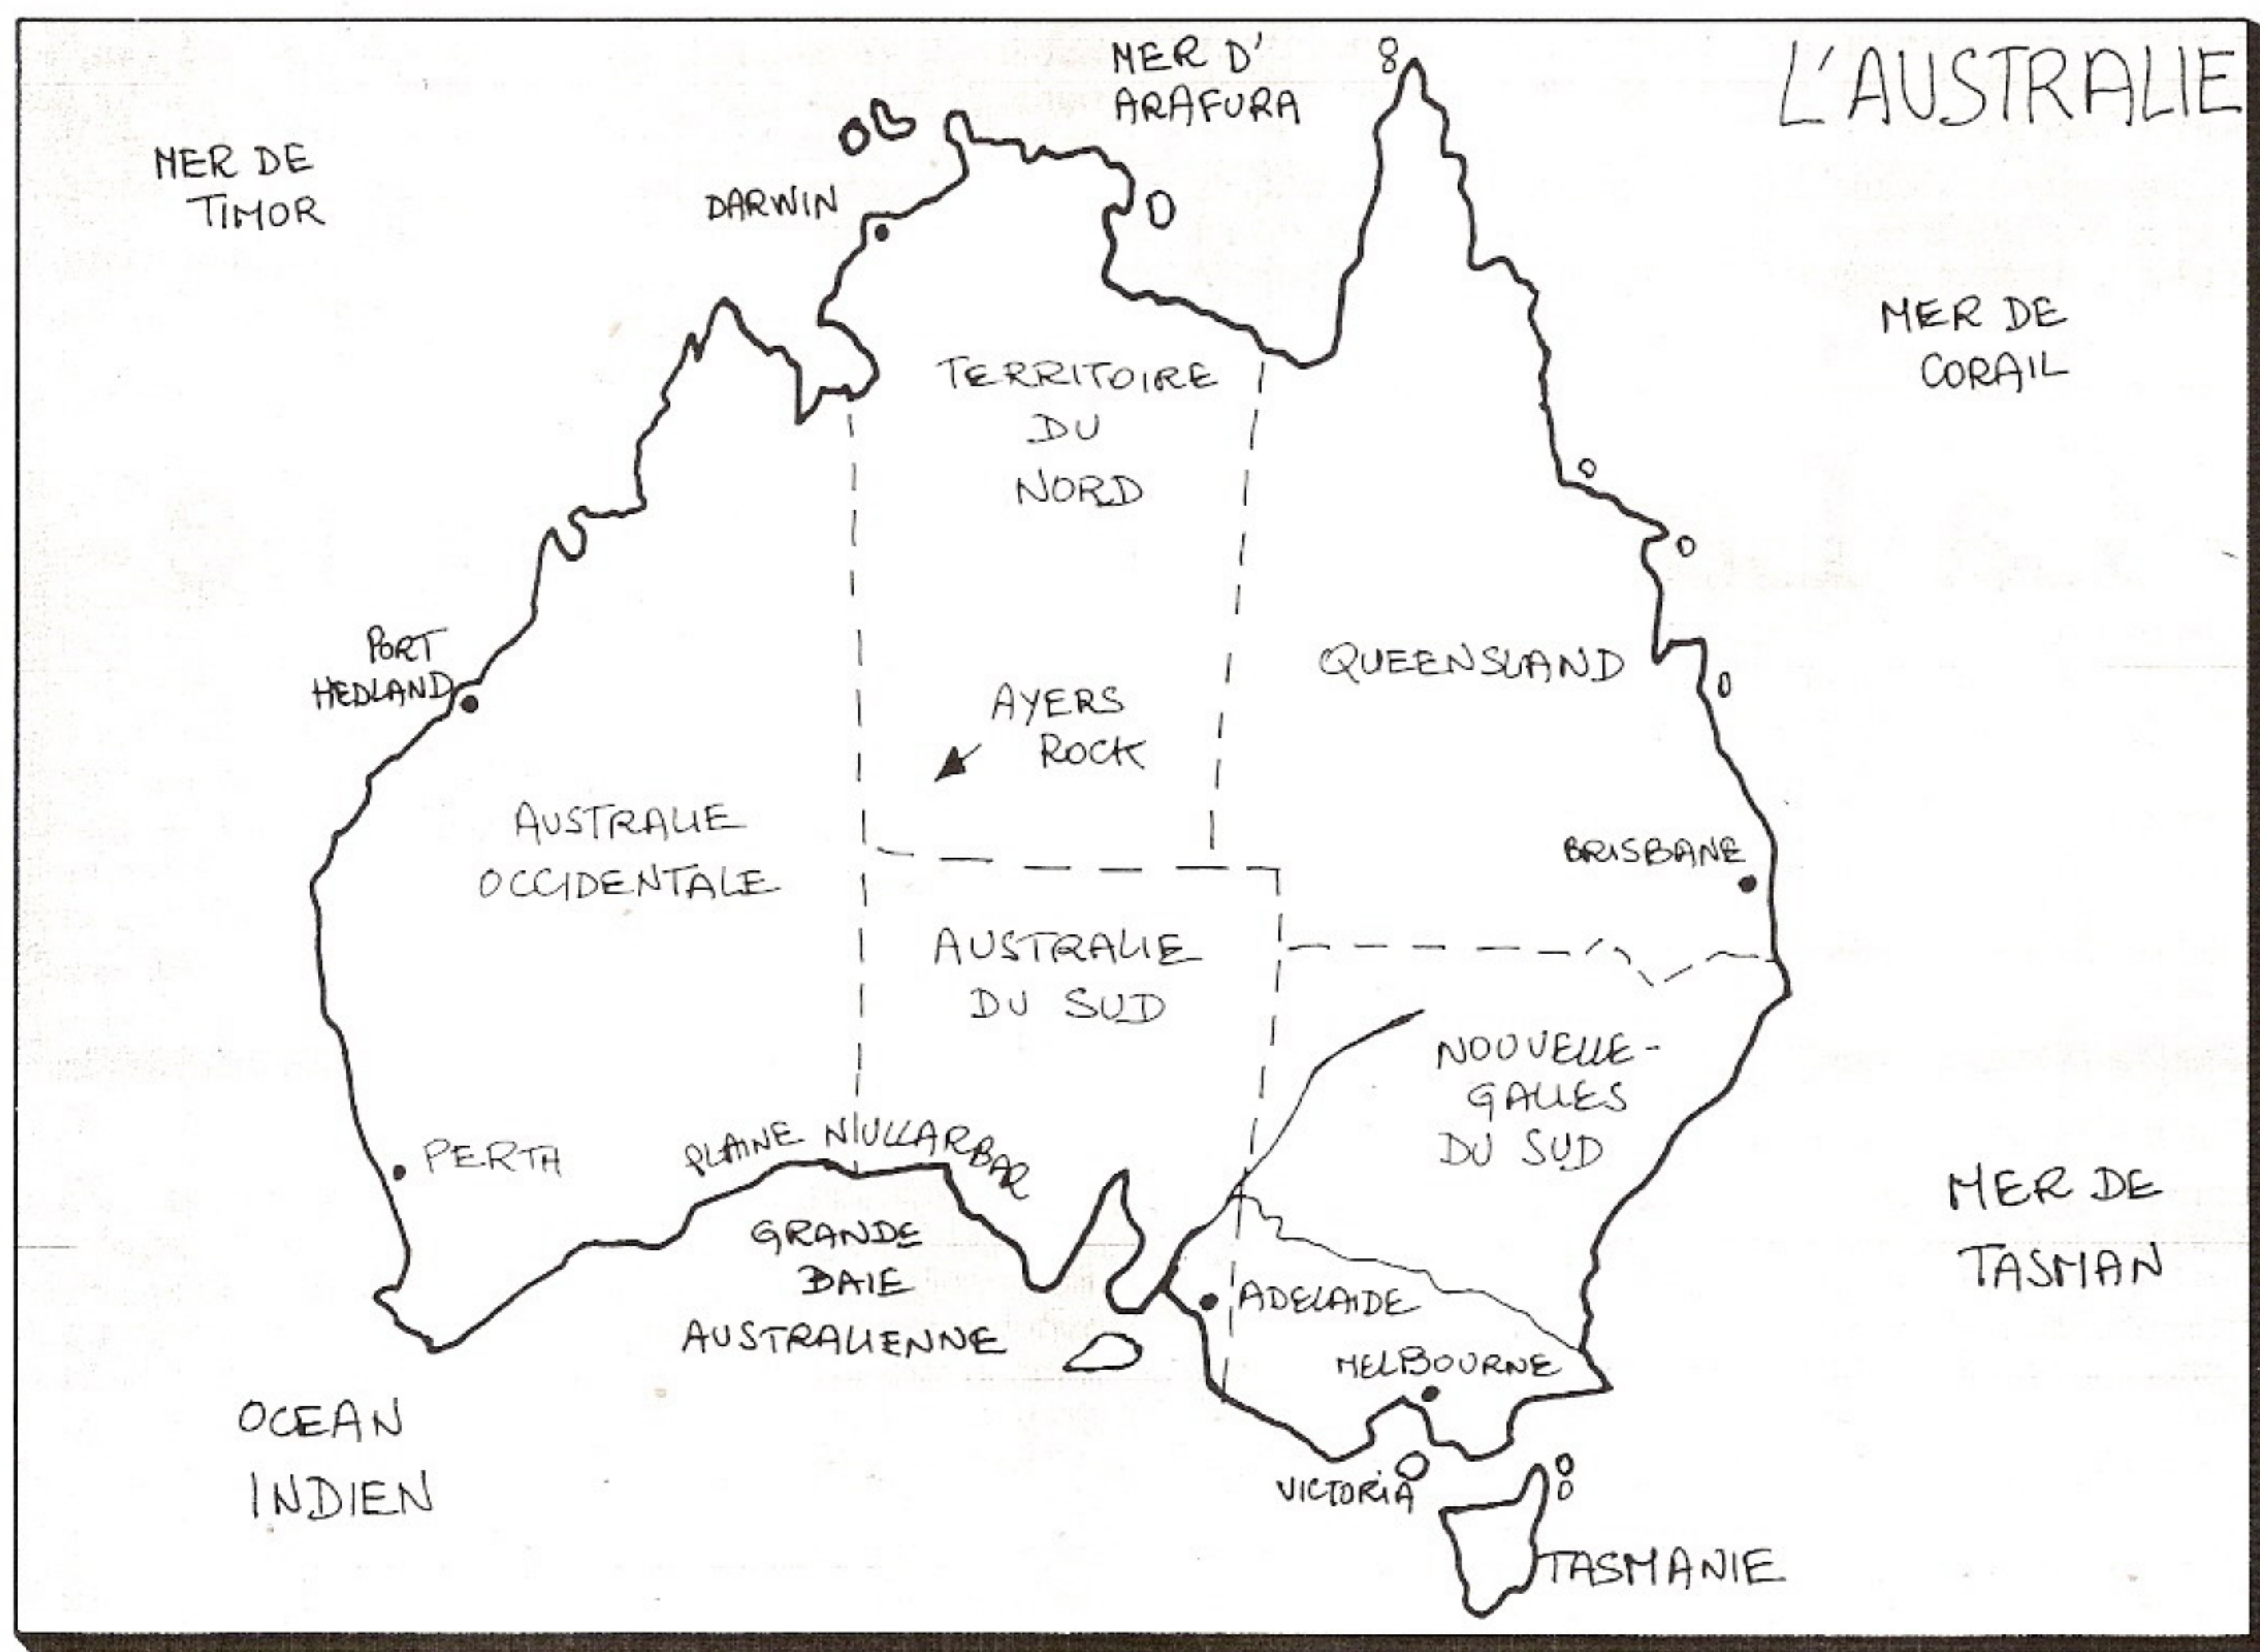 L'AUSTRALIE
MER D'
ARAFURA
MER DE
TIMOR
DARWIN
MER DE
CORAIL
TERRITOIRE
DU
NORD
PORT
HEDLAND
QUEENSLAND
AYERS
ROCK
AUSTRALIE
OCCIDENTALE
BRISBANE
AUSTRALIE
DU SUD
NOUVELLE-
GALLES
DU SUD
PERTH
PLAINE NULLARBAR
MER DE
TASMAN
GRANDE
BAIE
AUSTRALIENNE
ADELAIDE
MELBOURNE
OCEAN
INDIEN
VICTORIA
TASMANIE